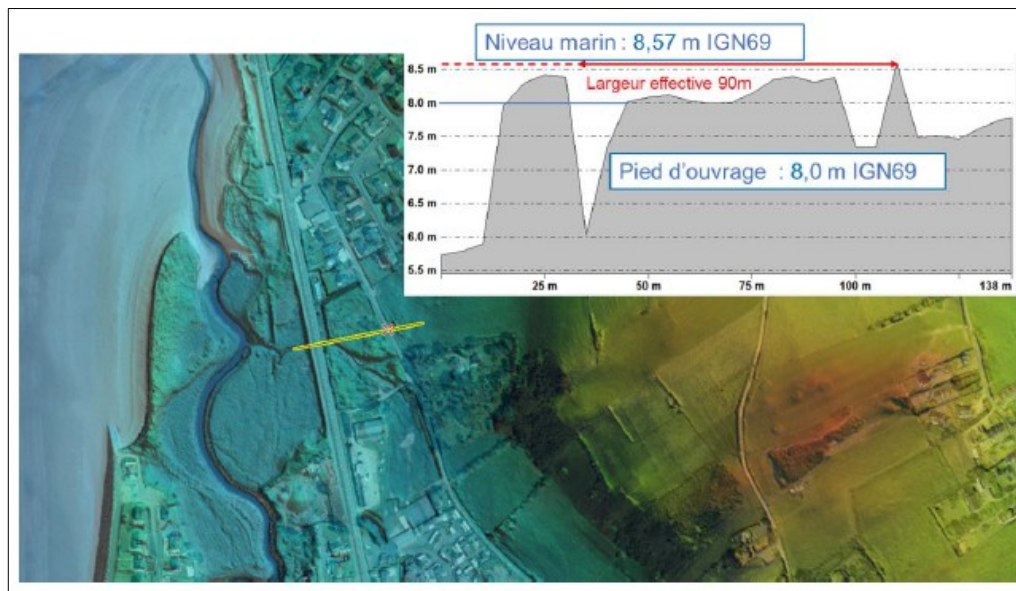 Niveau marin : 8,57 m IGN69
8.5 m
Largeur effective 90m
8.0 m
7.5 m
7.0 m
Pied d'ouvrage : 8,0 m IGN69
6.5 m
6.0 m
5.5 m
25 m 50 m 75 m 100 m 138 m